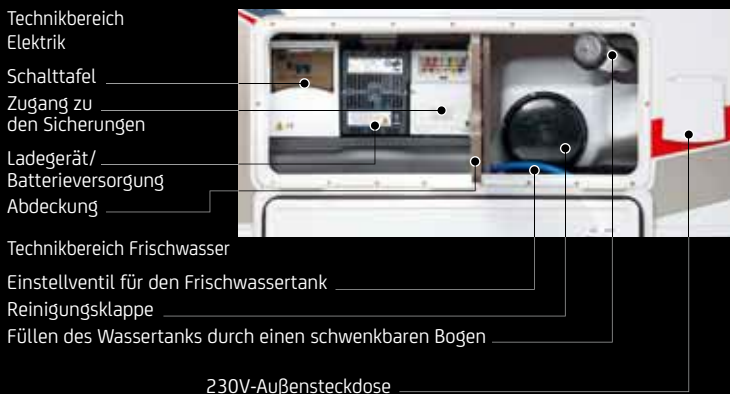 Technikbereich
Elektrik
Schalttafel
Zugang zu
den Sicherungen
Ladegerät/
Batterieversorgung
Abdeckung
Technikbereich Frischwasser
Einstellventil für den Frischwassertank
Reinigungsklappe
Füllen des Wassertanks durch einen schwenkbaren Bogen
230V-Außensteckdose